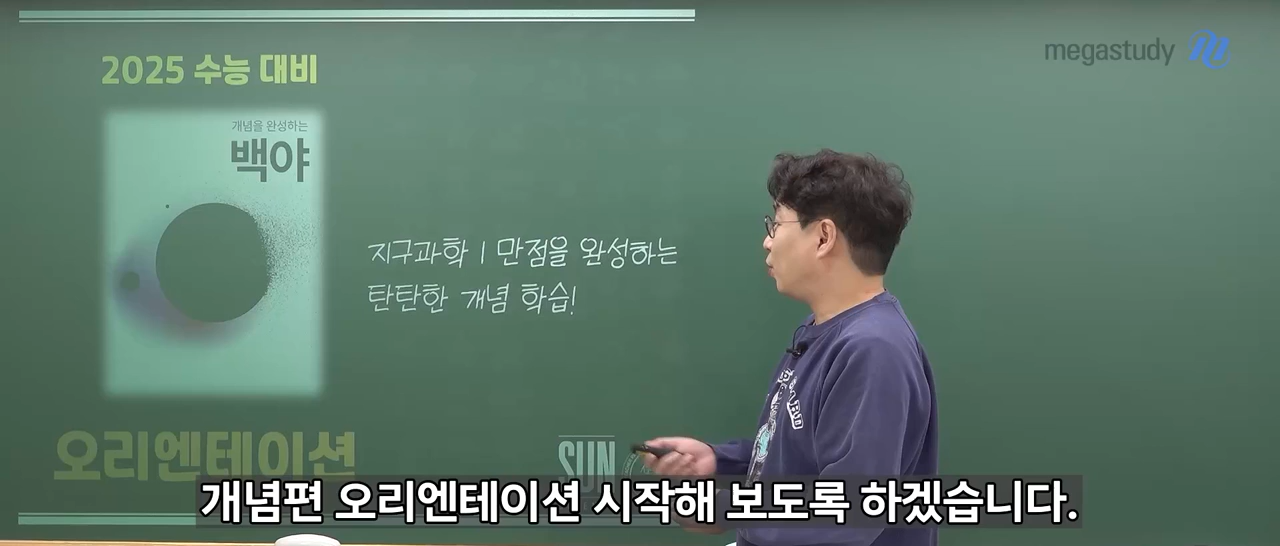 megastudy
2025 수능 대비
개념을 완성하는
백야
지구과학 I 만점을 완성하는
탄탄한 개념 학습!
오리엔테이션
SUN
개념편 오리엔테이션 시작해 보도록 하겠습니다.